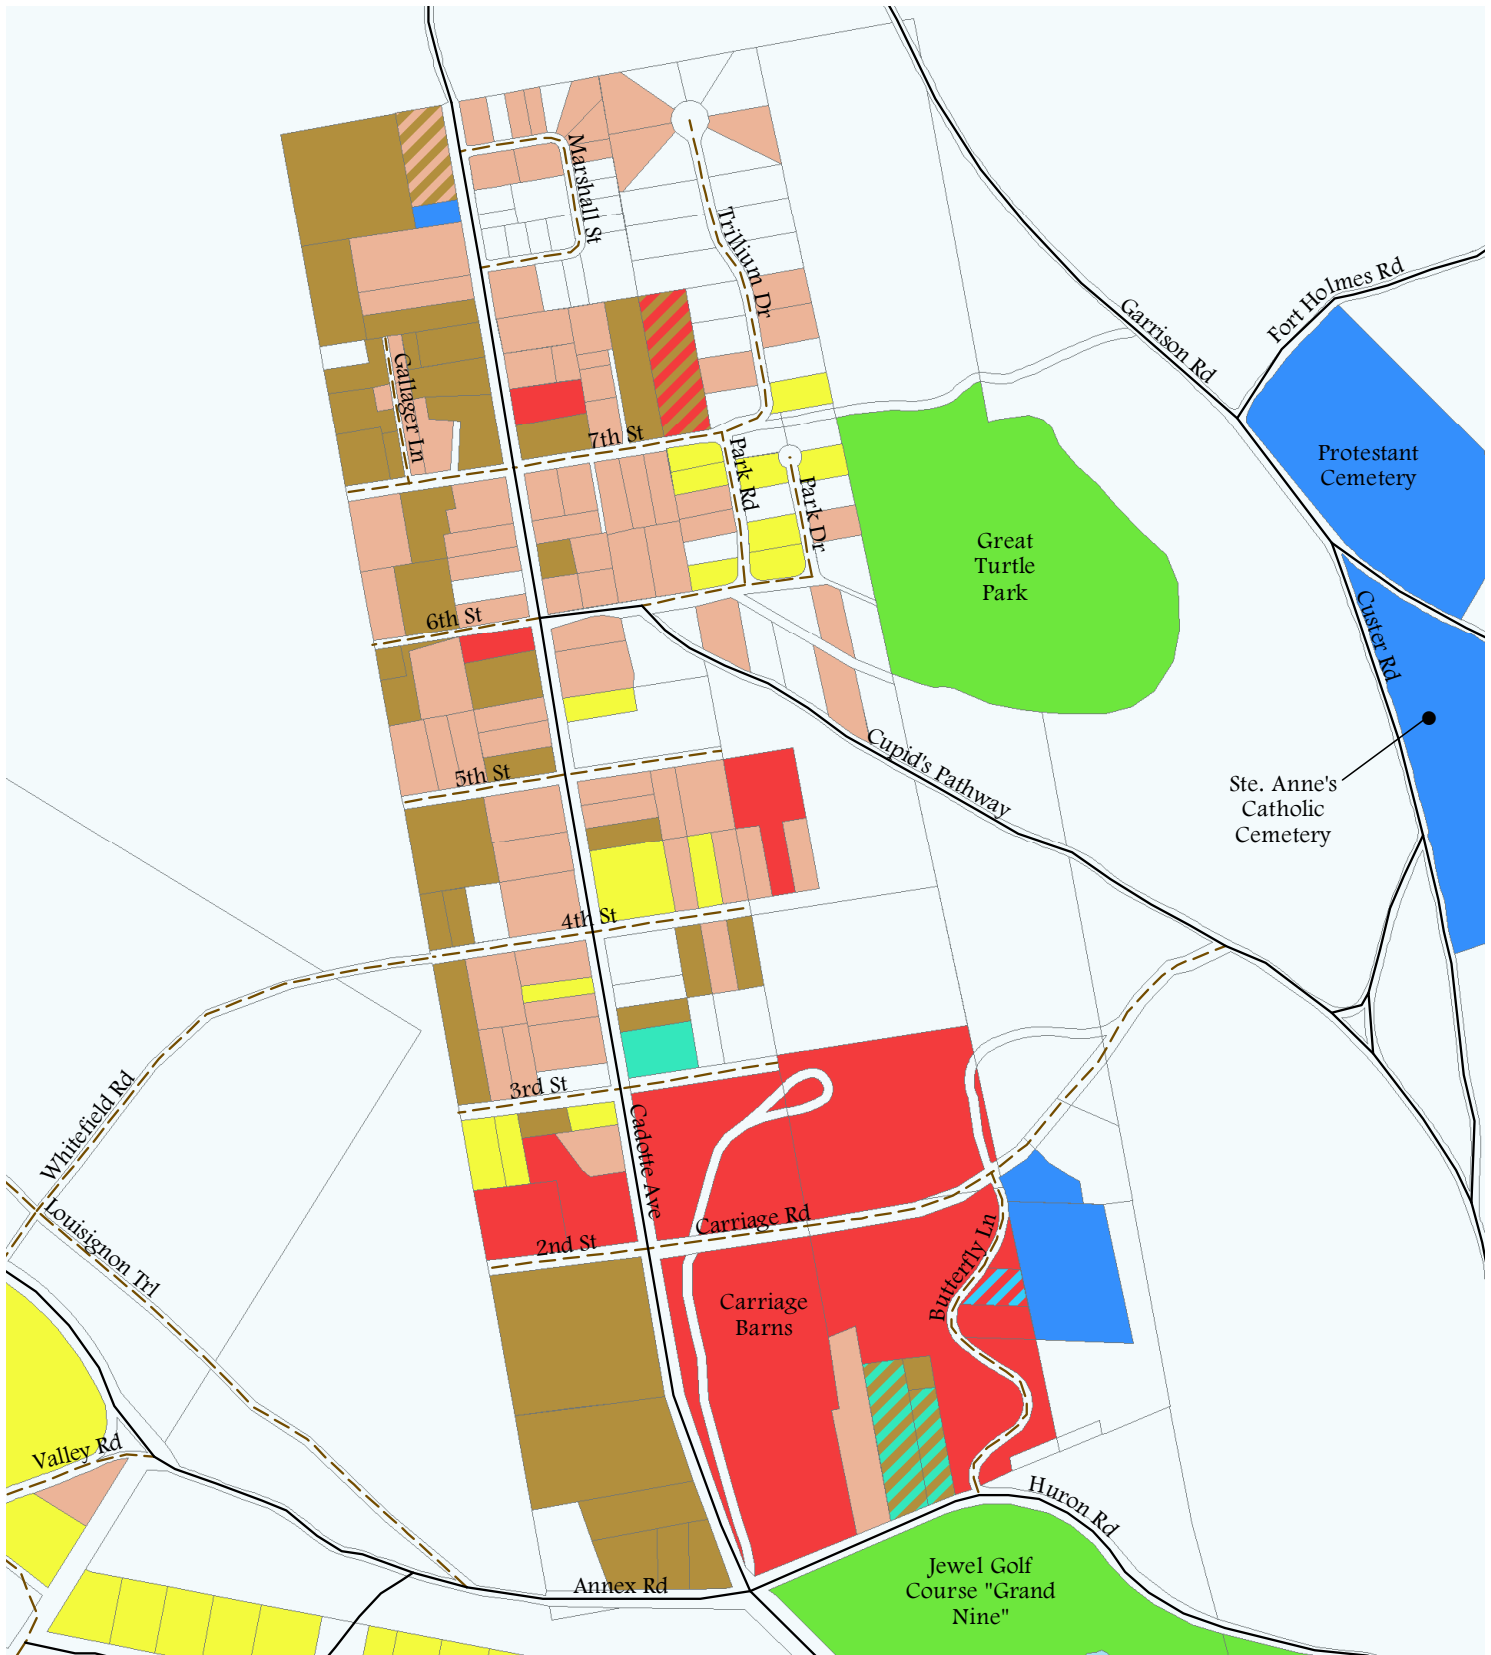 Marshall St
Trillium Dr
Garrison Rd
Fort Holmes Rd
Gallager Ln
7th St
Park Rd
Park Dr
Protestant
Cemetery
Great
Turtle
Park
Custer Rd
6th St
Cupid's Pathway
5th St
Ste. Anne's
Catholic
Cemetery
4th St
3rd St
Whitefield Rd
Cadotte Ave
Louisignon Trl
Carriage Rd
2nd St
Butterfly Ln
Carriage
Barns
Valley Rd
Huron Rd
Annex Rd
Jewel Golf
Course "Grand
Nine"